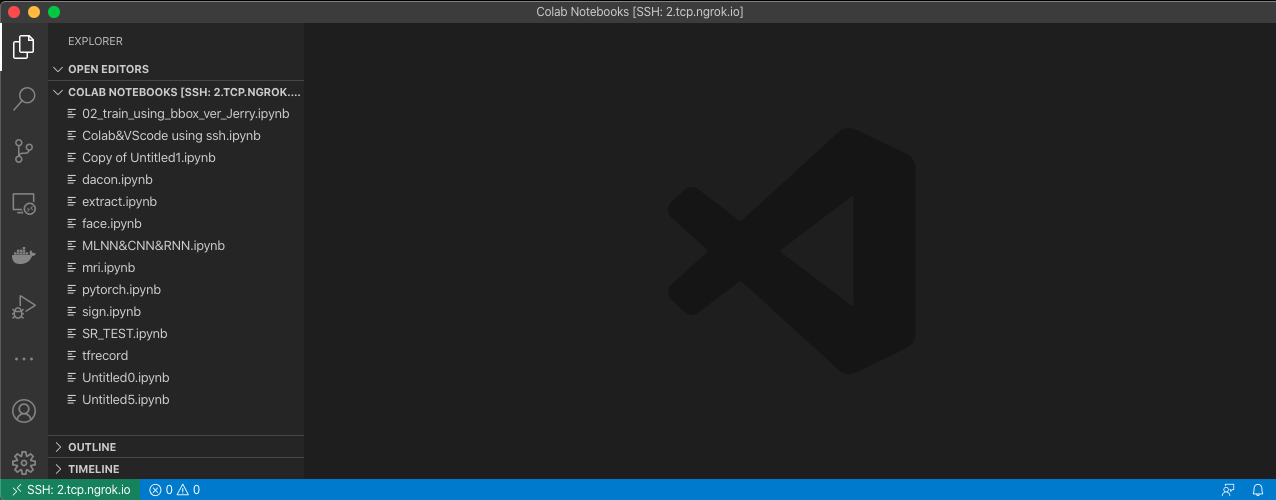 Colab Notebooks [SSH: 2.tcp.ngrok.io]
EXPLORER
OPEN EDITORS
COLAB NOTEBOOKS [SSH: 2.TCP.NGROK....
02_train_using_bbox_ver_Jerry.ipynb
Colab&VScode using ssh.ipynb
Copy of Untitled1.ipynb
dacon.ipynb
extract.ipynb
face.ipynb
MLNN&CNN&RNN.ipynb
mri.ipynb
pytorch.ipynb
sign.ipynb
SR_TEST.ipynb
tfrecord
Untitled0.ipynb
Untitled5.ipynb
OUTLINE
TIMELINE
SSH: 2.tcp.ngrok.io 0 0